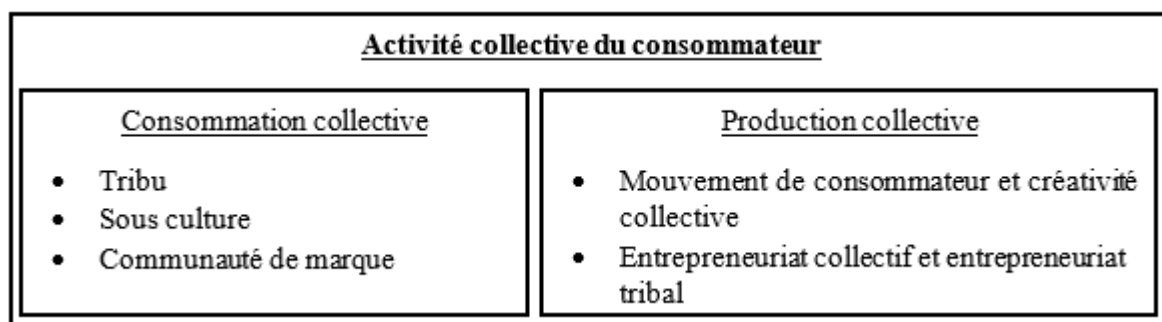 Activité collective du consommateur
Consommation collective
• Tribu
• Sous culture
• Communauté de marque
Production collective
• Mouvement de consommateur et créativité
collective
• Entrepreneuriat collectif et entrepreneuriat
tribal